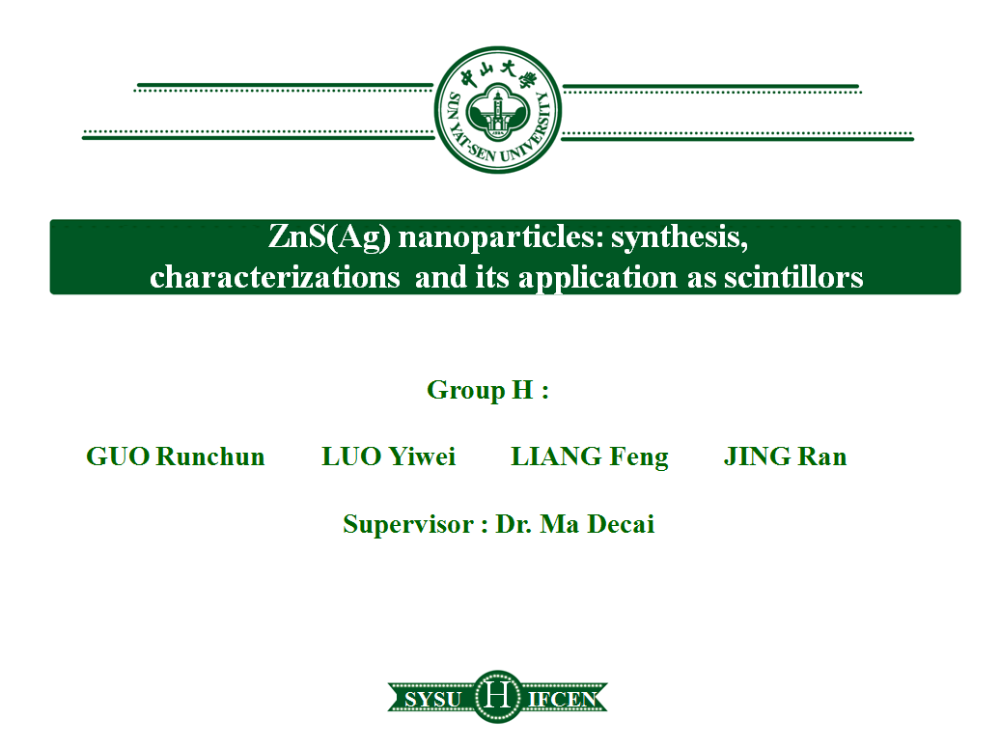 中山大學
SUN YAT-SEN UNIVERSITY
ZnS(Ag) nanoparticles: synthesis,
characterizations and its application as scintillors
Group H :
GUO Runchun LUO Yiwei LIANG Feng JING Ran
Supervisor : Dr. Ma Decai
SYSU H IFCEN